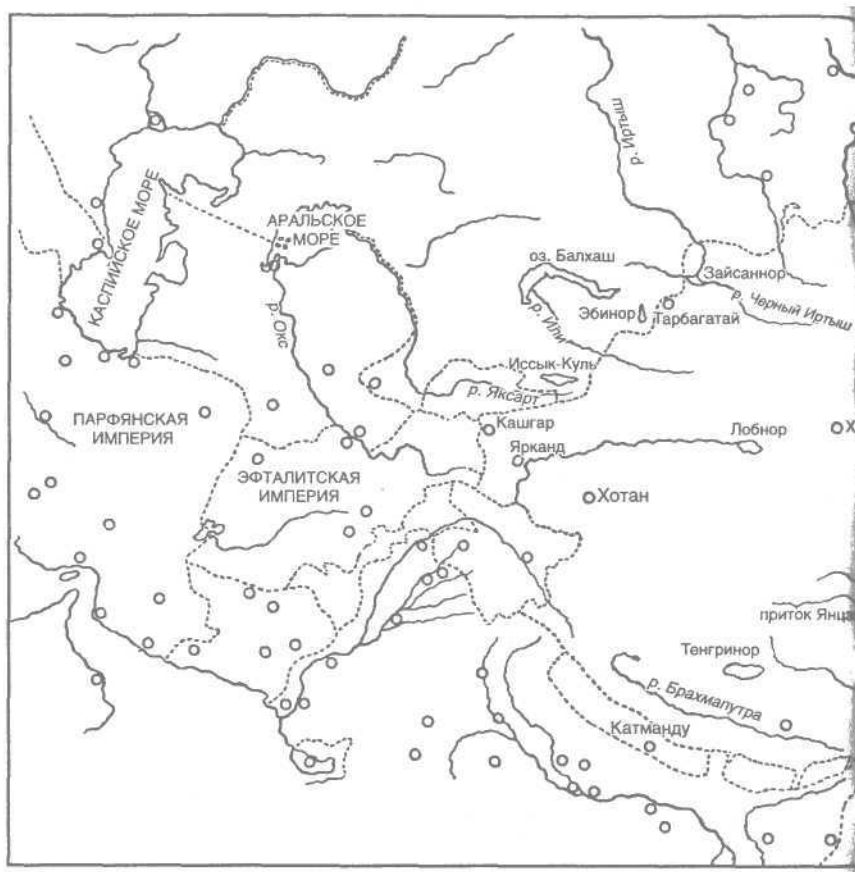 р. Иртыш
АРАЛЬСКОЕ
МОРЕ
КАСПИЙСКОЕ МОРЕ
оз. Балхаш
Зайсаннор
р. Черный Иртыш
Эбинор
Тарбагатай
р. Или
р. Окс
Иссык-Куль
р. Яксарт
ПАРФЯНСКАЯ
ИМПЕРИЯ
Кашгар
Лобнор
Х
Ярканд
ЭФТАЛИТСКАЯ
ИМПЕРИЯ
Хотан
приток Янцз
Тенгринор
р. Брахмапутра
Катманду